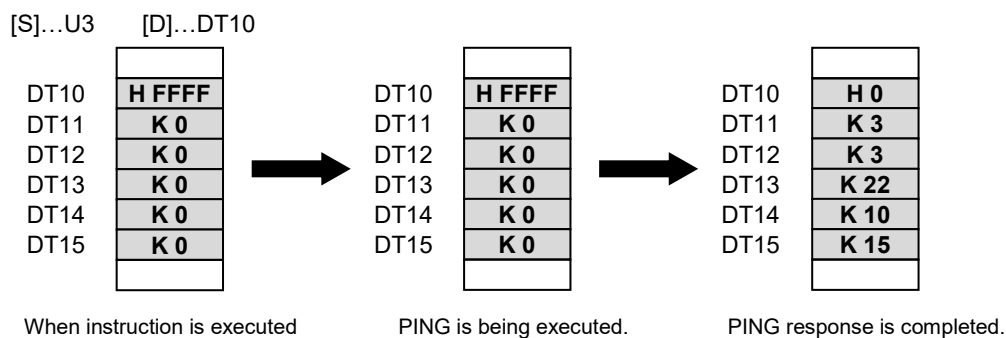 [S]…U3 [D]…DT10
DT10 H FFFF DT10 H FFFF DT10 H 0
DT11 K 0 DT11 K 0 DT11 K 3
DT12 K 0 DT12 K 0 DT12 K 3
DT13 K 0 DT13 K 0 DT13 K 22
DT14 K 0 DT14 K 0 DT14 K 10
DT15 K 0 DT15 K 0 DT15 K 15
When instruction is executed PING is being executed. PING response is completed.